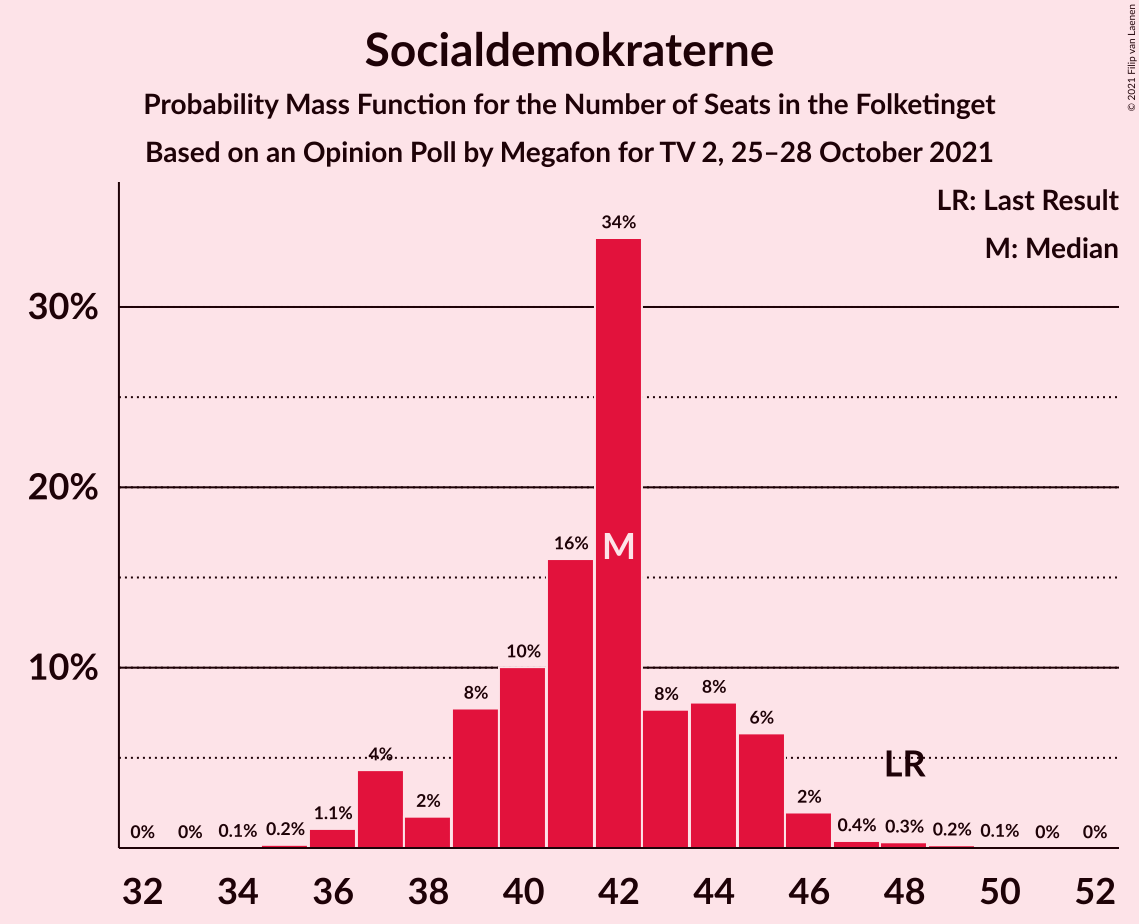 Socialdemokraterne
Probability Mass Function for the Number of Seats in the Folketinget
Based on an Opinion Poll by Megafon for TV 2, 25–28 October 2021
© 2021 Filip van Laenen
LR: Last Result
M: Median
30%
20%
10%
0% 0% 0.1% 0.2% 1.1% 4% 2% 8% 10% 16% 34% 8% 8% 6% 2% 0.4% 0.3% 0.2% 0.1% 0% 0%
M
LR
32 34 36 38 40 42 44 46 48 50 52